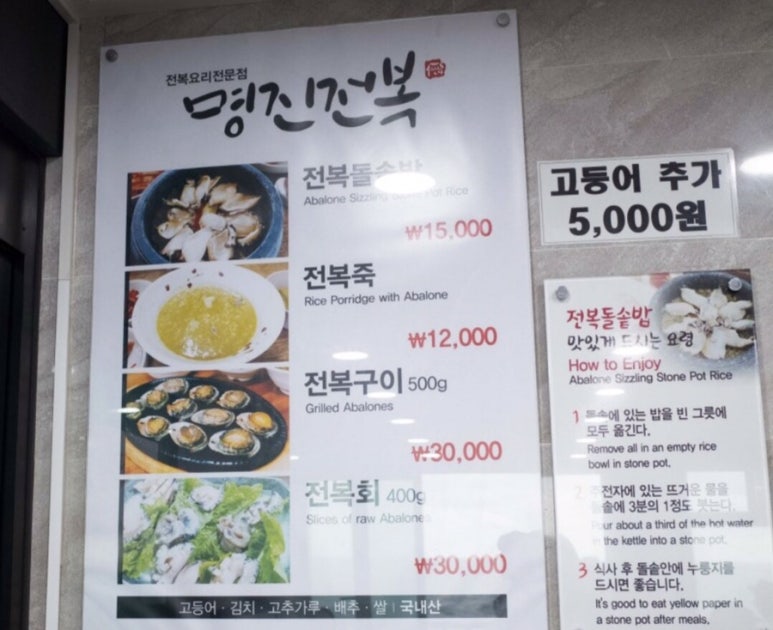 전복요리전문점
명진전복
전복돌솥밥
Abalone Sizzling Stone Pot Rice
₩15,000
전복죽
Rice Porridge with Abalone
₩12,000
전복구이 500g
Grilled Abalones
₩30,000
전복회 400g
Slices of raw Abalones
₩30,000
고등어 · 김치 · 고추가루 · 배추 · 쌀 | 국내산
고등어 추가
5,000원
전복돌솥밥
맛있게 드시는 요령
How to Enjoy
Abalone Sizzling Stone Pot Rice
1 돌솥에 있는 밥을 빈 그릇에
모두 옮긴다.
Remove all in an empty rice
bowl in stone pot.
2 주전자에 있는 뜨거운 물을
돌솥에 3분의 1정도 붓는다.
Pour about a third of the hot water
in the kettle into a stone pot.
3 식사 후 돌솥안에 누룽지를
드시면 좋습니다.
It's good to eat yellow paper in
a stone pot after meals,